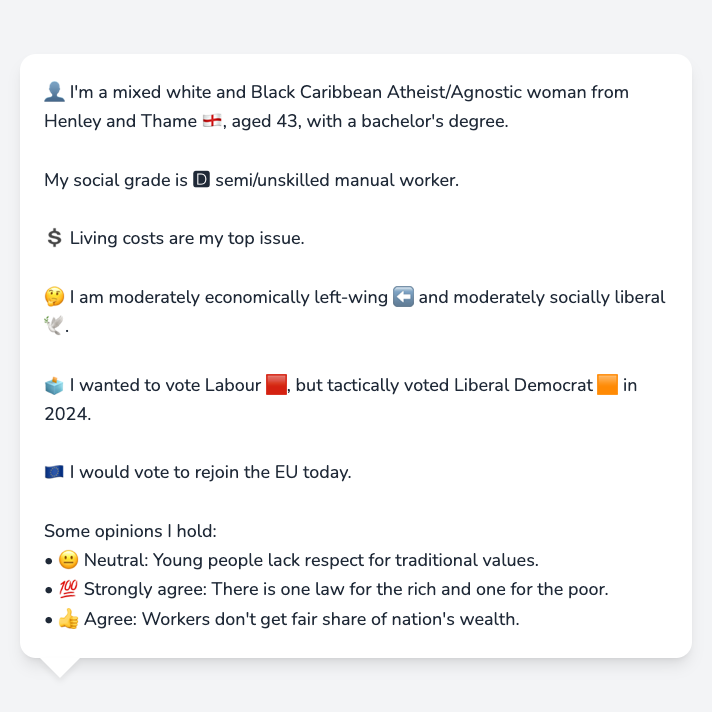 👤 I'm a mixed white and Black Caribbean Atheist/Agnostic woman from
Henley and Thame 🏴󠁧󠁢󠁥󠁮󠁧󠁿, aged 43, with a bachelor's degree.
My social grade is 🅳 semi/unskilled manual worker.
💲 Living costs are my top issue.
🤔 I am moderately economically left-wing ⬅️ and moderately socially liberal
🕊️.
🗳️ I wanted to vote Labour 🟥, but tactically voted Liberal Democrat 🟧 in
2024.
🇪🇺 I would vote to rejoin the EU today.
Some opinions I hold:
• 😐 Neutral: Young people lack respect for traditional values.
• 💯 Strongly agree: There is one law for the rich and one for the poor.
• 👍 Agree: Workers don't get fair share of nation's wealth.